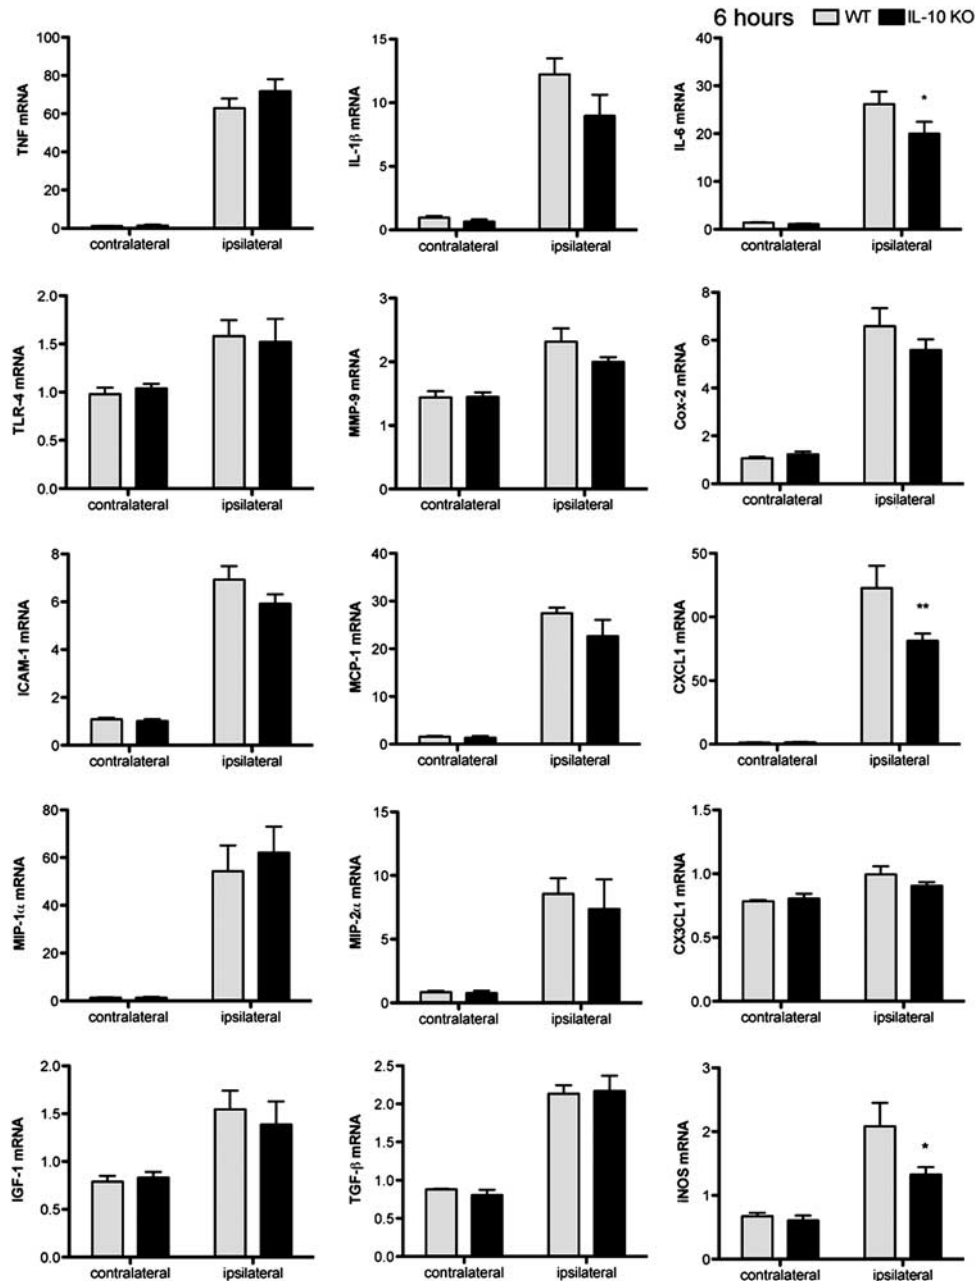 6 hours WT IL-10 KO
TNF mRNA
100
80
60
40
20
0
contralateral ipsilateral
IL-1β mRNA
15
10
5
0
contralateral ipsilateral
IL-6 mRNA
40
30
20
10
0
*
contralateral ipsilateral
TLR-4 mRNA
2.0
1.5
1.0
0.5
0.0
contralateral ipsilateral
MMP-9 mRNA
3
2
1
0
contralateral ipsilateral
Cox-2 mRNA
8
6
4
2
0
contralateral ipsilateral
ICAM-1 mRNA
8
6
4
2
0
contralateral ipsilateral
MCP-1 mRNA
40
30
20
10
0
contralateral ipsilateral
CXCL1 mRNA
50
00
50
0
**
contralateral ipsilateral
MIP-1α mRNA
80
60
40
20
0
contralateral ipsilateral
MIP-2α mRNA
15
10
5
0
contralateral ipsilateral
CX3CL1 mRNA
1.5
1.0
0.5
0.0
contralateral ipsilateral
IGF-1 mRNA
2.0
1.5
1.0
0.5
0.0
contralateral ipsilateral
TGF-β mRNA
2.5
2.0
1.5
1.0
0.5
0.0
contralateral ipsilateral
iNOS mRNA
3
2
1
0
*
contralateral ipsilateral